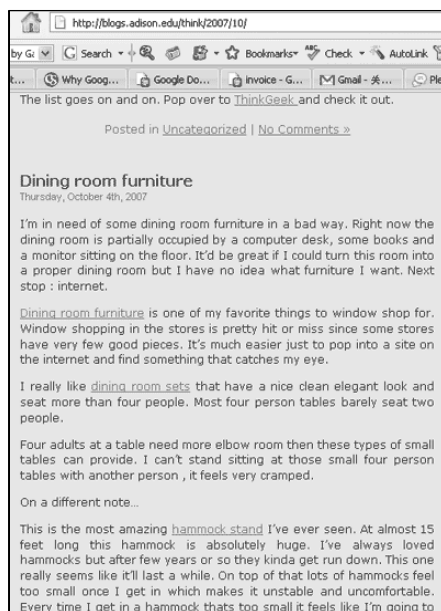 http://blogs.adison.edu/think/2007/10/
by Ge Search Bookmarks Check AutoLink
t... Why Goog... Google Do... invoice - G... Gmail - 美... Ple
The list goes on and on. Pop over to ThinkGeek and check it out.
Posted in Uncategorized | No Comments »
Dining room furniture
Thursday, October 4th, 2007
I'm in need of some dining room furniture in a bad way. Right now the
dining room is partially occupied by a computer desk, some books and
a monitor sitting on the floor. It'd be great if I could turn this room into
a proper dining room but I have no idea what furniture I want. Next
stop : internet.
Dining room furniture is one of my favorite things to window shop for.
Window shopping in the stores is pretty hit or miss since some stores
have very few good pieces. It's much easier just to pop into a site on
the internet and find something that catches my eye.
I really like dining room sets that have a nice clean elegant look and
seat more than four people. Most four person tables barely seat two
people.
Four adults at a table need more elbow room then these types of small
tables can provide. I can't stand sitting at those small four person
tables with another person , it feels very cramped.
On a different note...
This is the most amazing hammock stand I've ever seen. At almost 15
feet long this hammock is absolutely huge. I've always loved
hammocks but after few years or so they kinda get run down. This one
really seems like it'll last a while. On top of that lots of hammocks feel
too small once I get in which makes it unstable and uncomfortable.
Every time I get in a hammock thats too small it feels like I'm going to